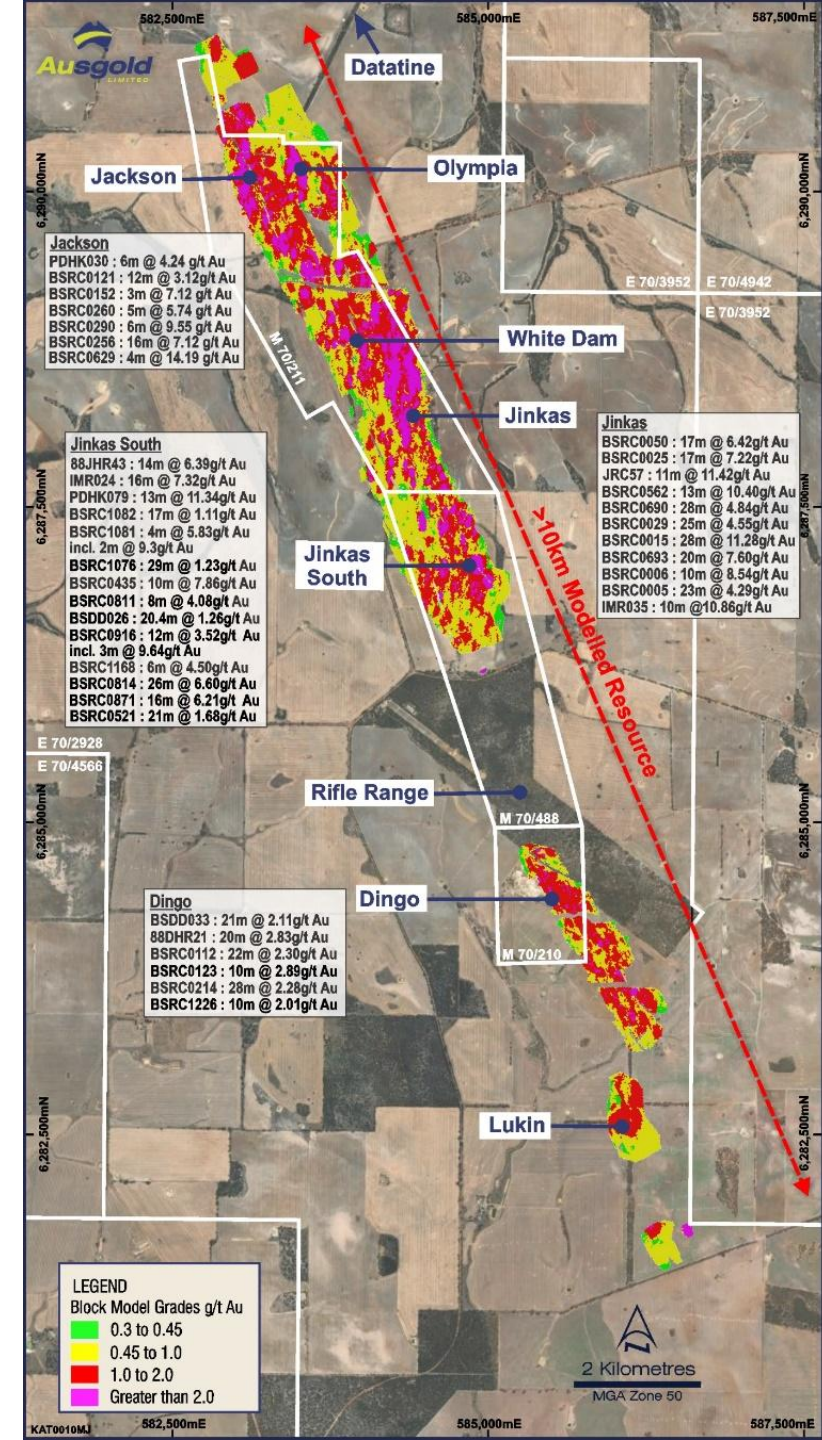 582,500mE
585,000mE
587,500mE
Ausgold
LIMITED
Datatine
Jackson
Olympia
6,290,000mN
6,290,000mN
Jackson
PDHK030 : 6m @ 4.24 g/t Au
BSRC0121 : 12m @ 3.12g/t Au
BSRC0152 : 3m @ 7.12 g/t Au
BSRC0260 : 5m @ 5.74 g/t Au
BSRC0290 : 6m @ 9.55 g/t Au
BSRC0256 : 16m @ 7.12 g/t Au
BSRC0629 : 4m @ 14.19 g/t Au
E 70/3952
E 70/4942
E 70/3952
M 70/211
White Dam
Jinkas
Jinkas
BSRC0050 : 17m @ 6.42g/t Au
BSRC0025 : 17m @ 7.22g/t Au
JRC57 : 11m @ 11.42g/t Au
BSRC0562 : 13m @ 10.40g/t Au
BSRC0690 : 28m @ 4.84g/t Au
BSRC0029 : 25m @ 4.55g/t Au
BSRC0015 : 28m @ 11.28g/t Au
BSRC0693 : 20m @ 7.60g/t Au
BSRC0006 : 10m @ 8.54g/t Au
BSRC0005 : 23m @ 4.29g/t Au
IMR035 : 10m @10.86g/t Au
6,287,500mN
6,287,500mN
Jinkas South
88JHR43 : 14m @ 6.39g/t Au
IMR024 : 16m @ 7.32g/t Au
PDHK079 : 13m @ 11.34g/t Au
BSRC1082 : 17m @ 1.11g/t Au
BSRC1081 : 4m @ 5.83g/t Au
incl. 2m @ 9.3g/t Au
BSRC1076 : 29m @ 1.23g/t Au
BSRC0435 : 10m @ 7.86g/t Au
BSRC0811 : 8m @ 4.08g/t Au
BSDD026 : 20.4m @ 1.26g/t Au
BSRC0916 : 12m @ 3.52g/t Au
incl. 3m @ 9.64g/t Au
BSRC1168 : 6m @ 4.50g/t Au
BSRC0814 : 26m @ 6.60g/t Au
BSRC0871 : 16m @ 6.21g/t Au
BSRC0521 : 21m @ 1.68g/t Au
Jinkas
South
>10km Modelled Resource
E 70/2928
E 70/4566
Rifle Range
M 70/488
6,285,000mN
6,285,000mN
Dingo
Dingo
BSDD033 : 21m @ 2.11g/t Au
88DHR21 : 20m @ 2.83g/t Au
BSRC0112 : 22m @ 2.30g/t Au
BSRC0123 : 10m @ 2.89g/t Au
BSRC0214 : 28m @ 2.28g/t Au
BSRC1226 : 10m @ 2.01g/t Au
M 70/210
Lukin
6,282,500mN
6,282,500mN
LEGEND
Block Model Grades g/t Au
0.3 to 0.45
0.45 to 1.0
1.0 to 2.0
Greater than 2.0
2 Kilometres
MGA Zone 50
KAT0010MJ
582,500mE
585,000mE
587,500mE